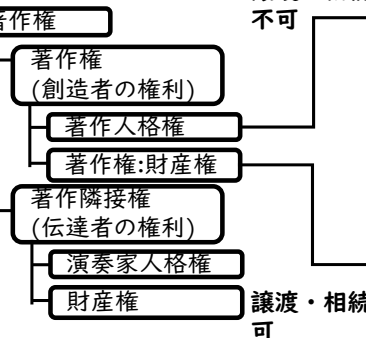 著作権
不可
著作権
(創造者の権利)
著作人格権
著作権:財産権
著作隣接権
(伝達者の権利)
演奏家人格権
財産権
譲渡・相続
可